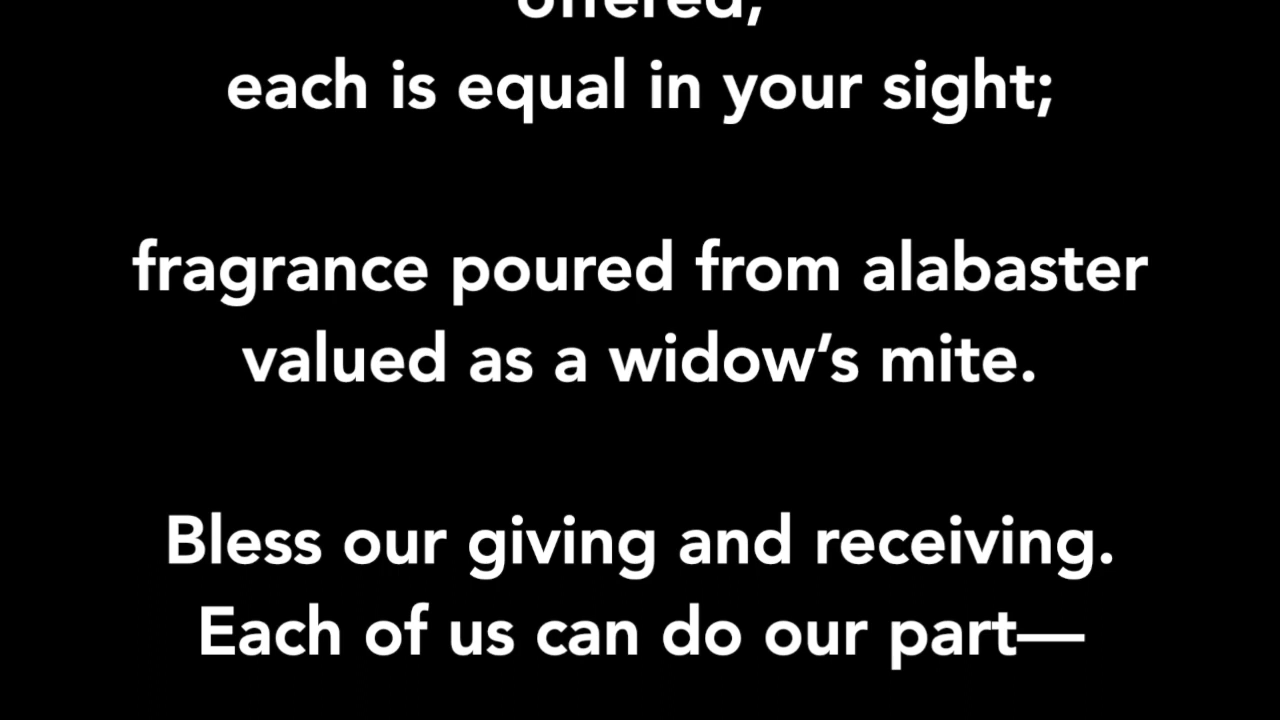 offered,
each is equal in your sight;
fragrance poured from alabaster
valued as a widow’s mite.
Bless our giving and receiving.
Each of us can do our part—